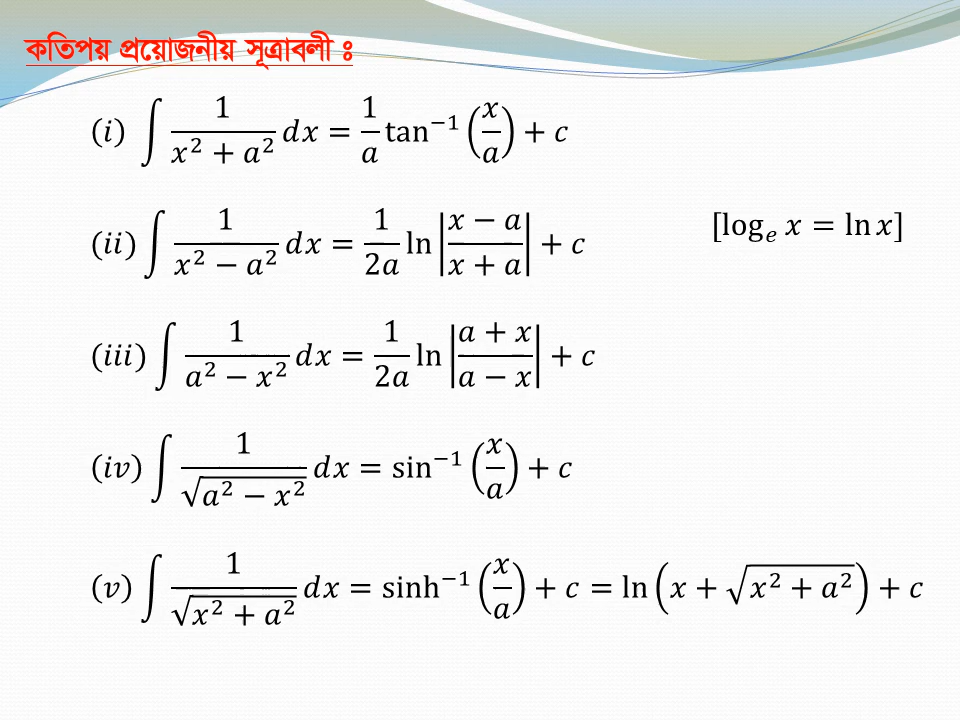 কতিপয় প্রয়োজনীয় সূত্রাবলী ঃ
(i) ∫ 1/(x² + a²) dx = 1/a tan⁻¹ (x/a) + c
(ii) ∫ 1/(x² − a²) dx = 1/2a ln |(x − a)/(x + a)| + c [logₑ x = ln x]
(iii) ∫ 1/(a² − x²) dx = 1/2a ln |(a + x)/(a − x)| + c
(iv) ∫ 1/√(a² − x²) dx = sin⁻¹ (x/a) + c
(v) ∫ 1/√(x² + a²) dx = sinh⁻¹ (x/a) + c = ln (x + √(x² + a²)) + c